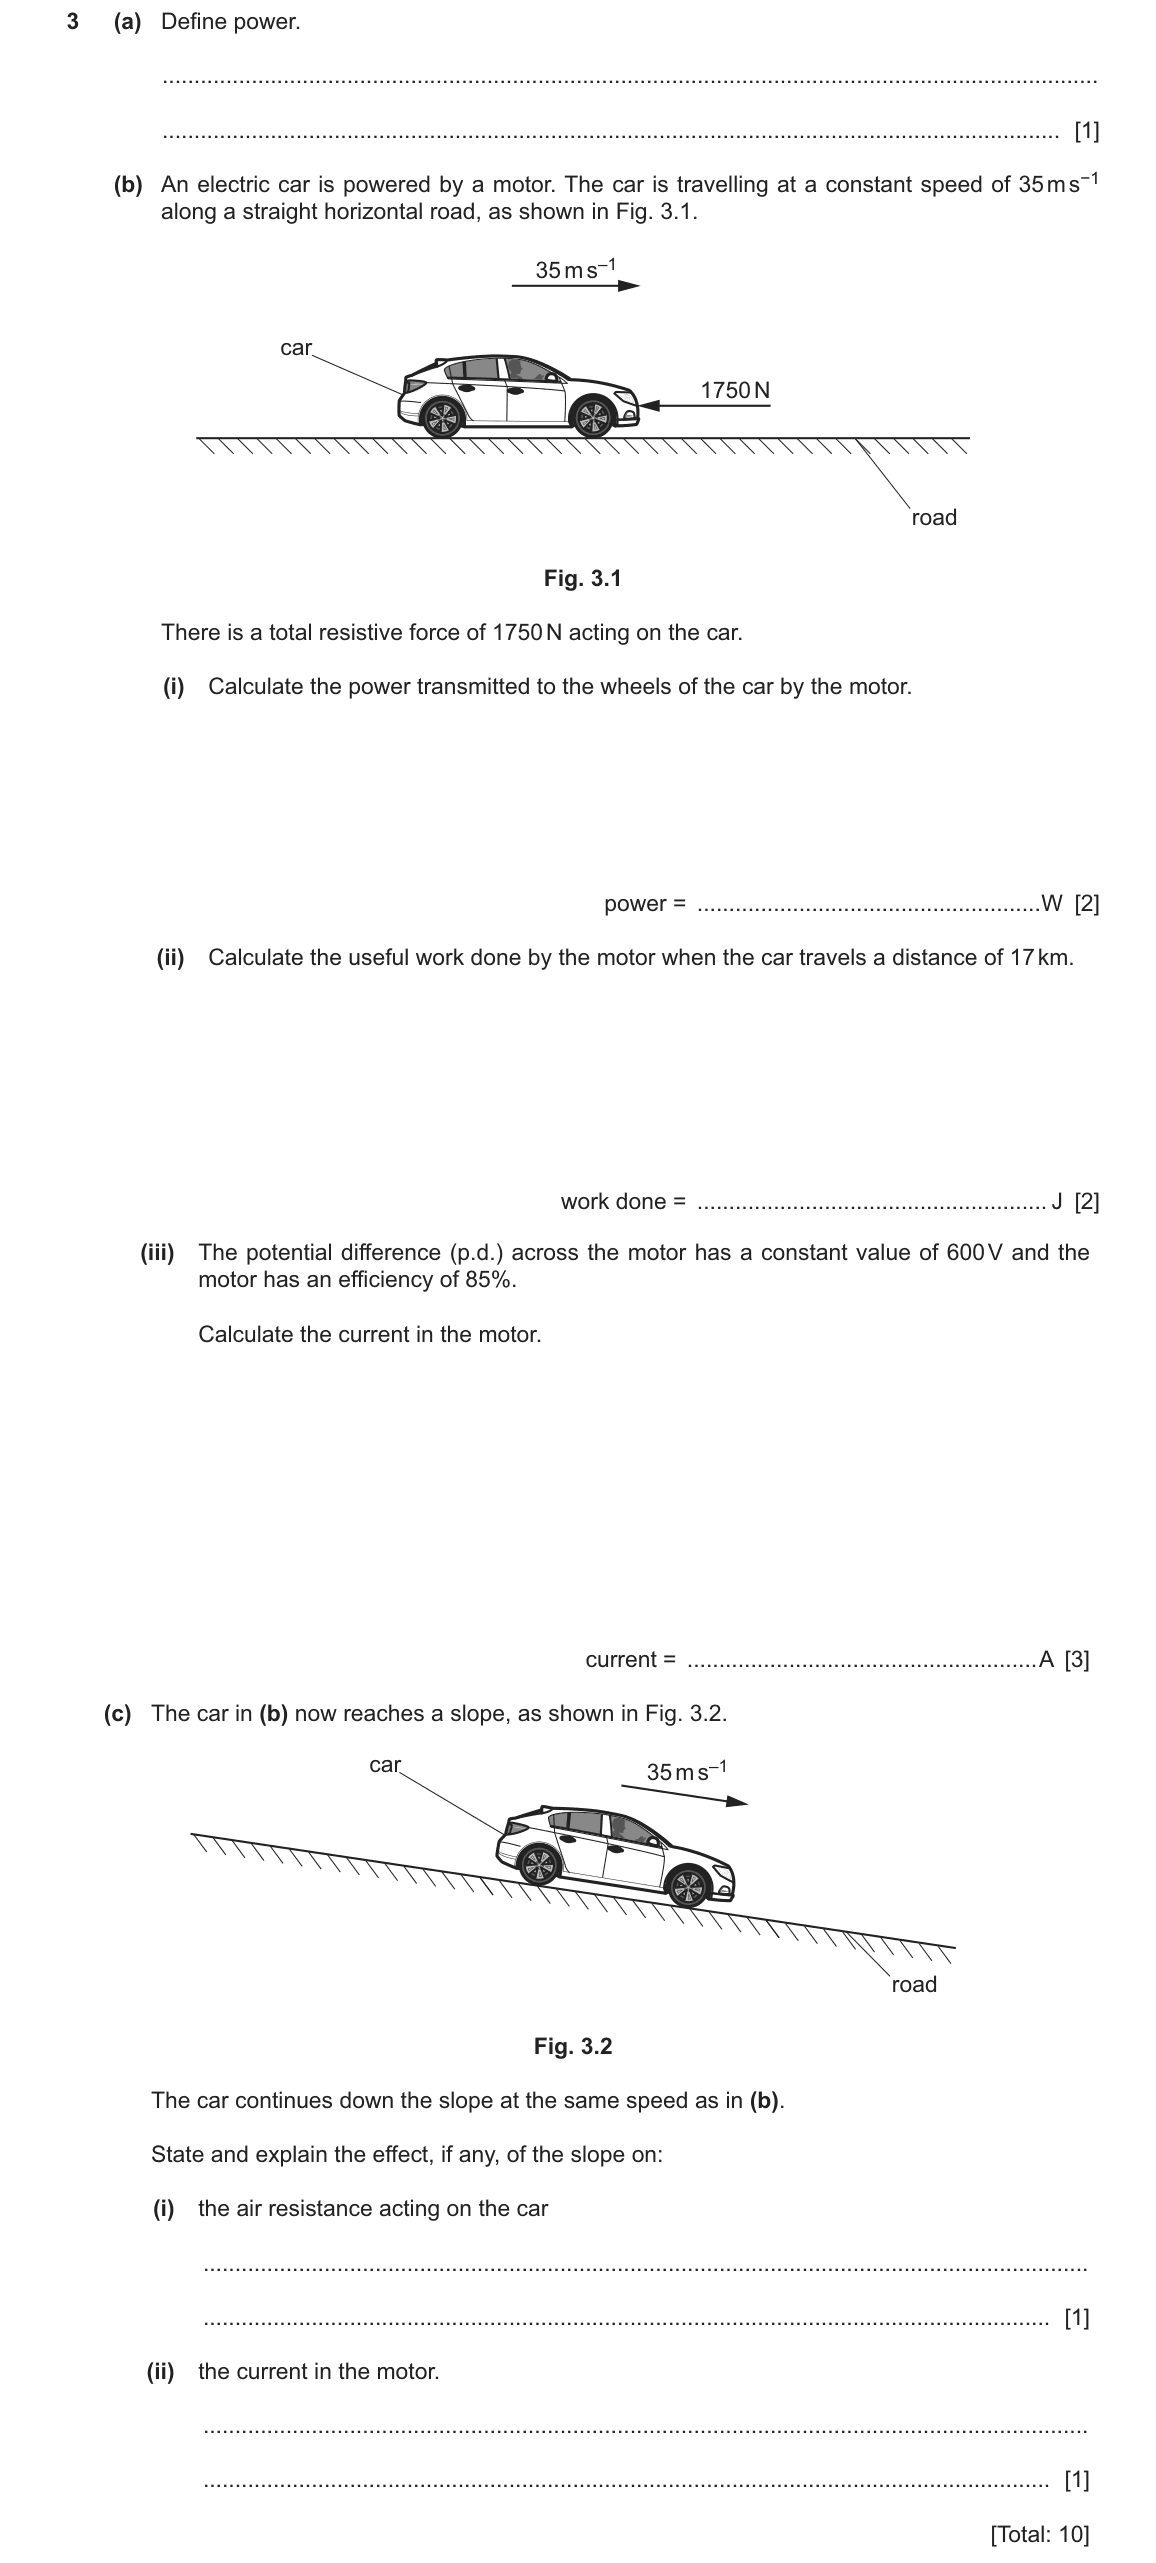 3 (a) Define power.
........................................................................................................................................................
.................................................................................................................................................. [1]
(b) An electric car is powered by a motor. The car is travelling at a constant speed of 35 m s⁻¹
along a straight horizontal road, as shown in Fig. 3.1.
35 m s⁻¹
car
1750 N
road
Fig. 3.1
There is a total resistive force of 1750 N acting on the car.
(i) Calculate the power transmitted to the wheels of the car by the motor.
power = ...................................................... W [2]
(ii) Calculate the useful work done by the motor when the car travels a distance of 17 km.
work done = ....................................................... J [2]
(iii) The potential difference (p.d.) across the motor has a constant value of 600 V and the
motor has an efficiency of 85%.
Calculate the current in the motor.
current = ....................................................... A [3]
(c) The car in (b) now reaches a slope, as shown in Fig. 3.2.
car
35 m s⁻¹
road
Fig. 3.2
The car continues down the slope at the same speed as in (b).
State and explain the effect, if any, of the slope on:
(i) the air resistance acting on the car
................................................................................................................................................
.......................................................................................................................................... [1]
(ii) the current in the motor.
................................................................................................................................................
.......................................................................................................................................... [1]
[Total: 10]